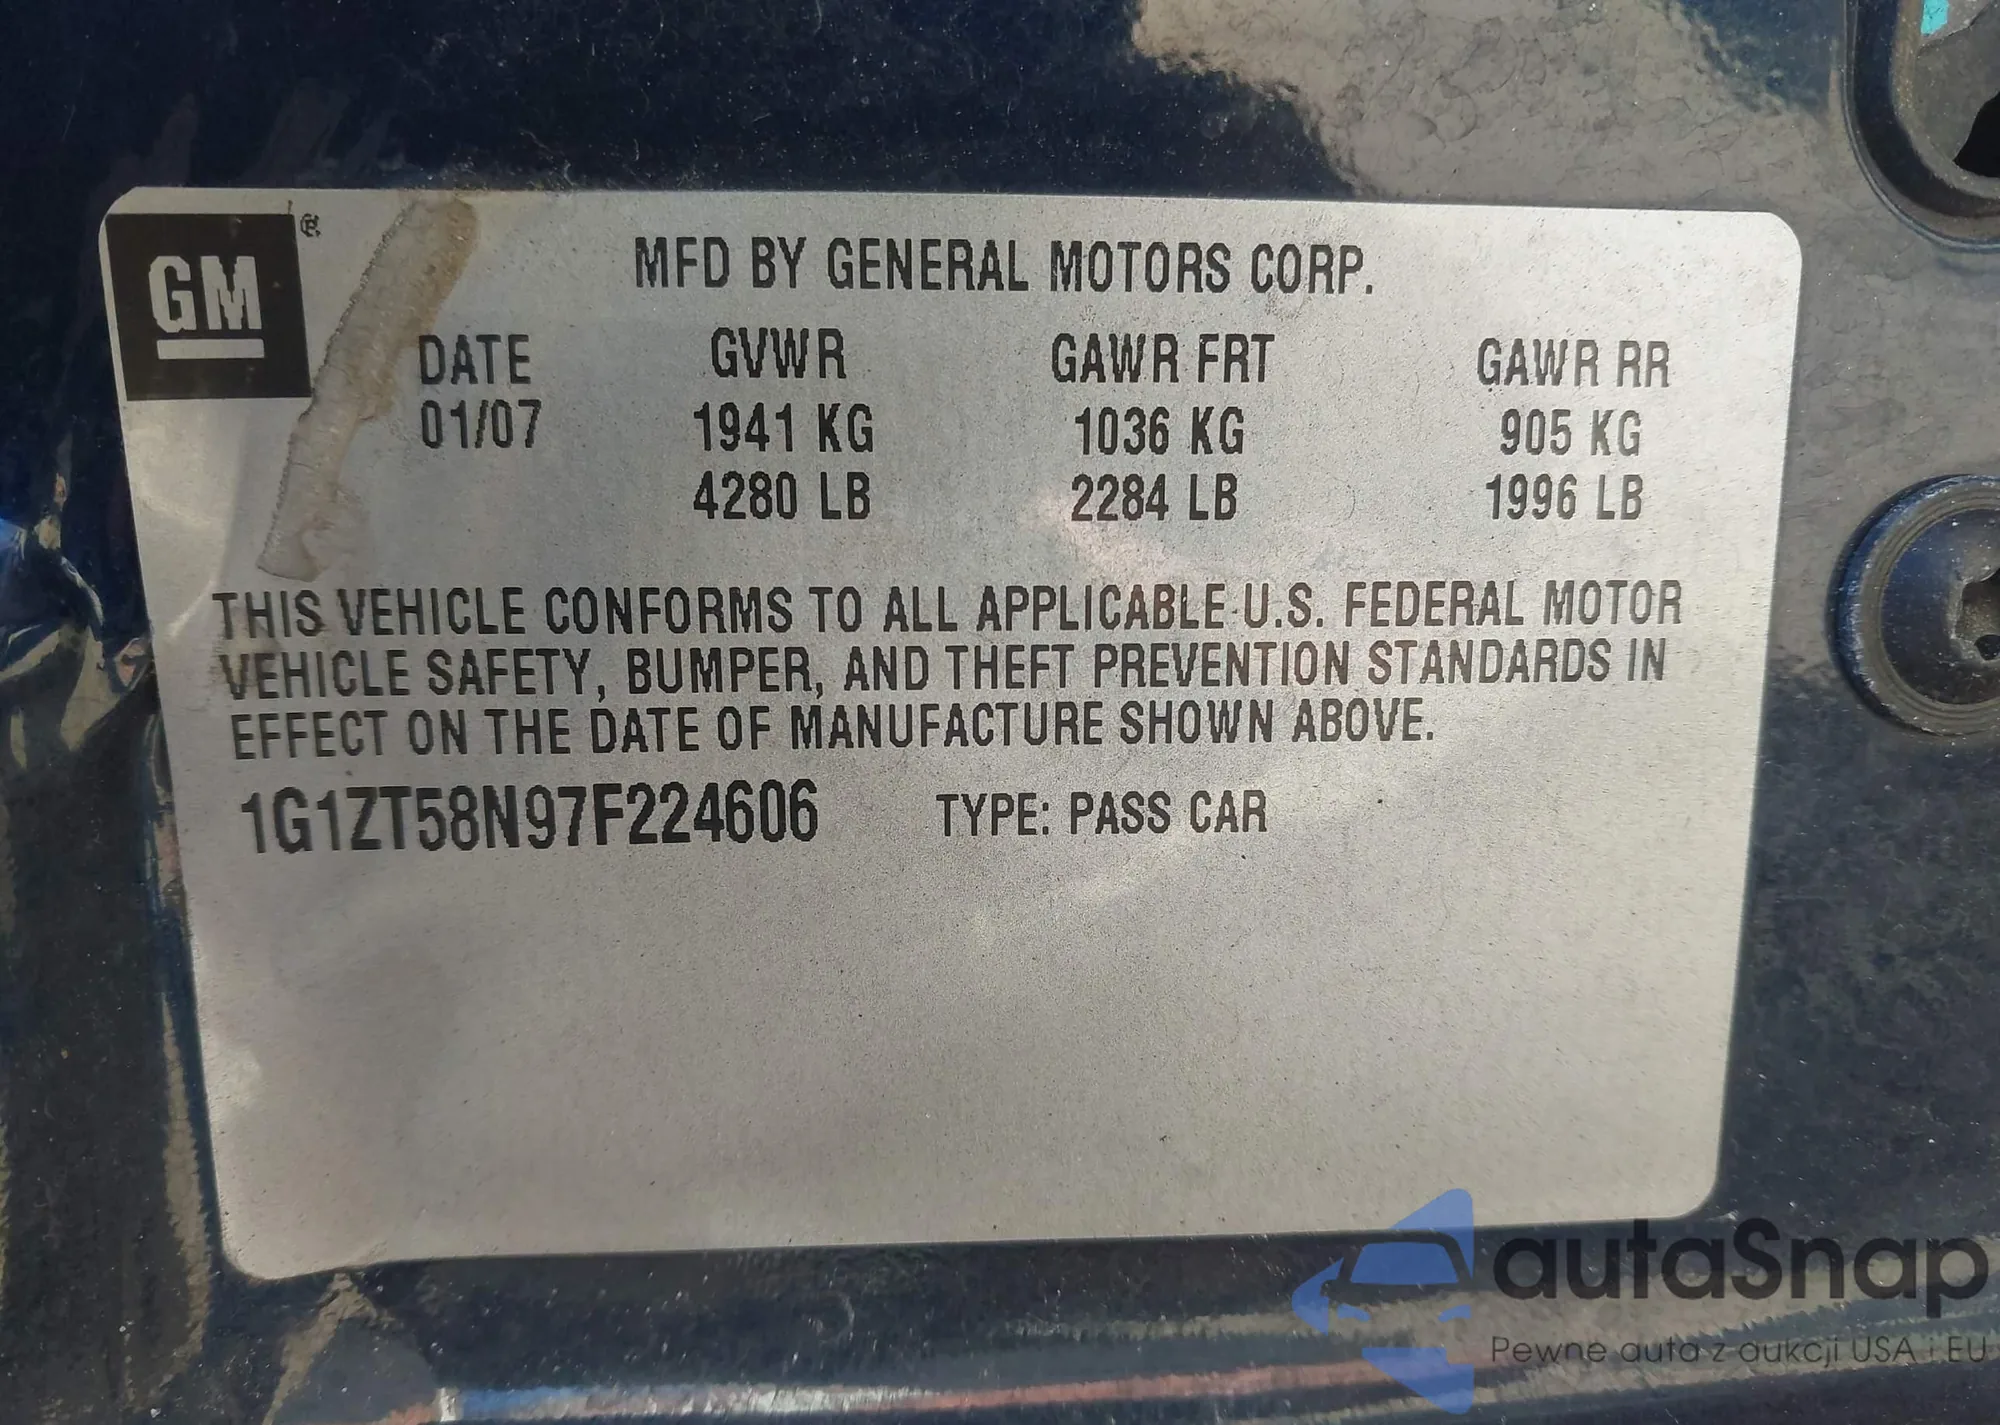 GM ®
MFD BY GENERAL MOTORS CORP.
DATE GVWR GAWR FRT GAWR RR
01/07 1941 KG 1036 KG 905 KG
4280 LB 2284 LB 1996 LB
THIS VEHICLE CONFORMS TO ALL APPLICABLE U.S. FEDERAL MOTOR
VEHICLE SAFETY, BUMPER, AND THEFT PREVENTION STANDARDS IN
EFFECT ON THE DATE OF MANUFACTURE SHOWN ABOVE.
1G1ZT58N97F224606 TYPE: PASS CAR
autaSnap
Pewne auta z aukcji USA i EU